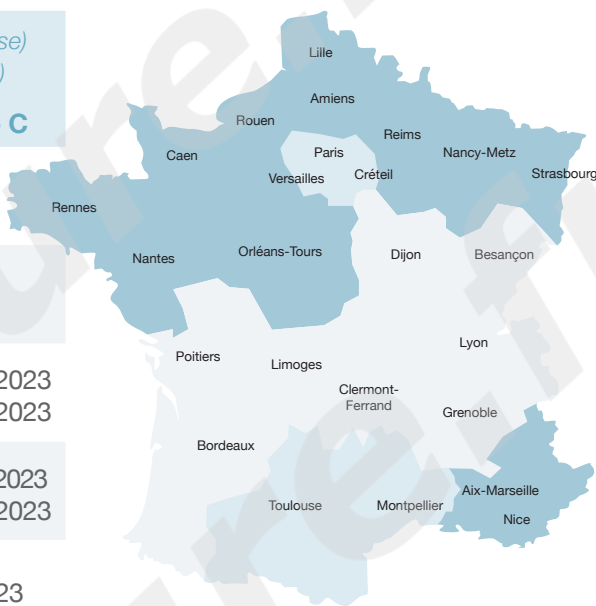 se)
)
C
2023
2023
2023
2023
23
Lille
Amiens
Rouen
Reims
Caen
Paris
Nancy-Metz
Versailles
Créteil
Strasbourg
Rennes
Nantes
Orléans-Tours
Dijon
Besançon
Poitiers
Limoges
Lyon
Clermont-
Ferrand
Grenoble
Bordeaux
Toulouse
Montpellier
Aix-Marseille
Nice